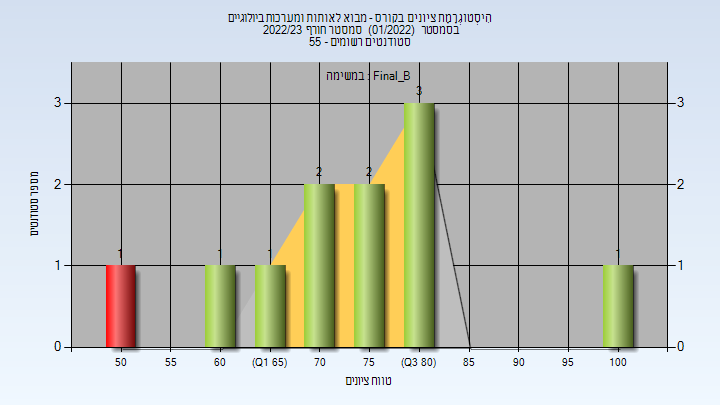 היסטוגרמת ציונים בקורס - מבוא לאותות ומערכות ביולוגיים
בסמסטר (01/2022) סמסטר חורף 2022/23
סטודנטים רשומים - 55
במשימה : Final_B
3
2 2
1 1 1 1
3 3
2 2
1 1
0 0
מספר סטודנטים
50 55 60 (Q1 65) 70 75 (Q3 80) 85 90 95 100
טווח ציונים